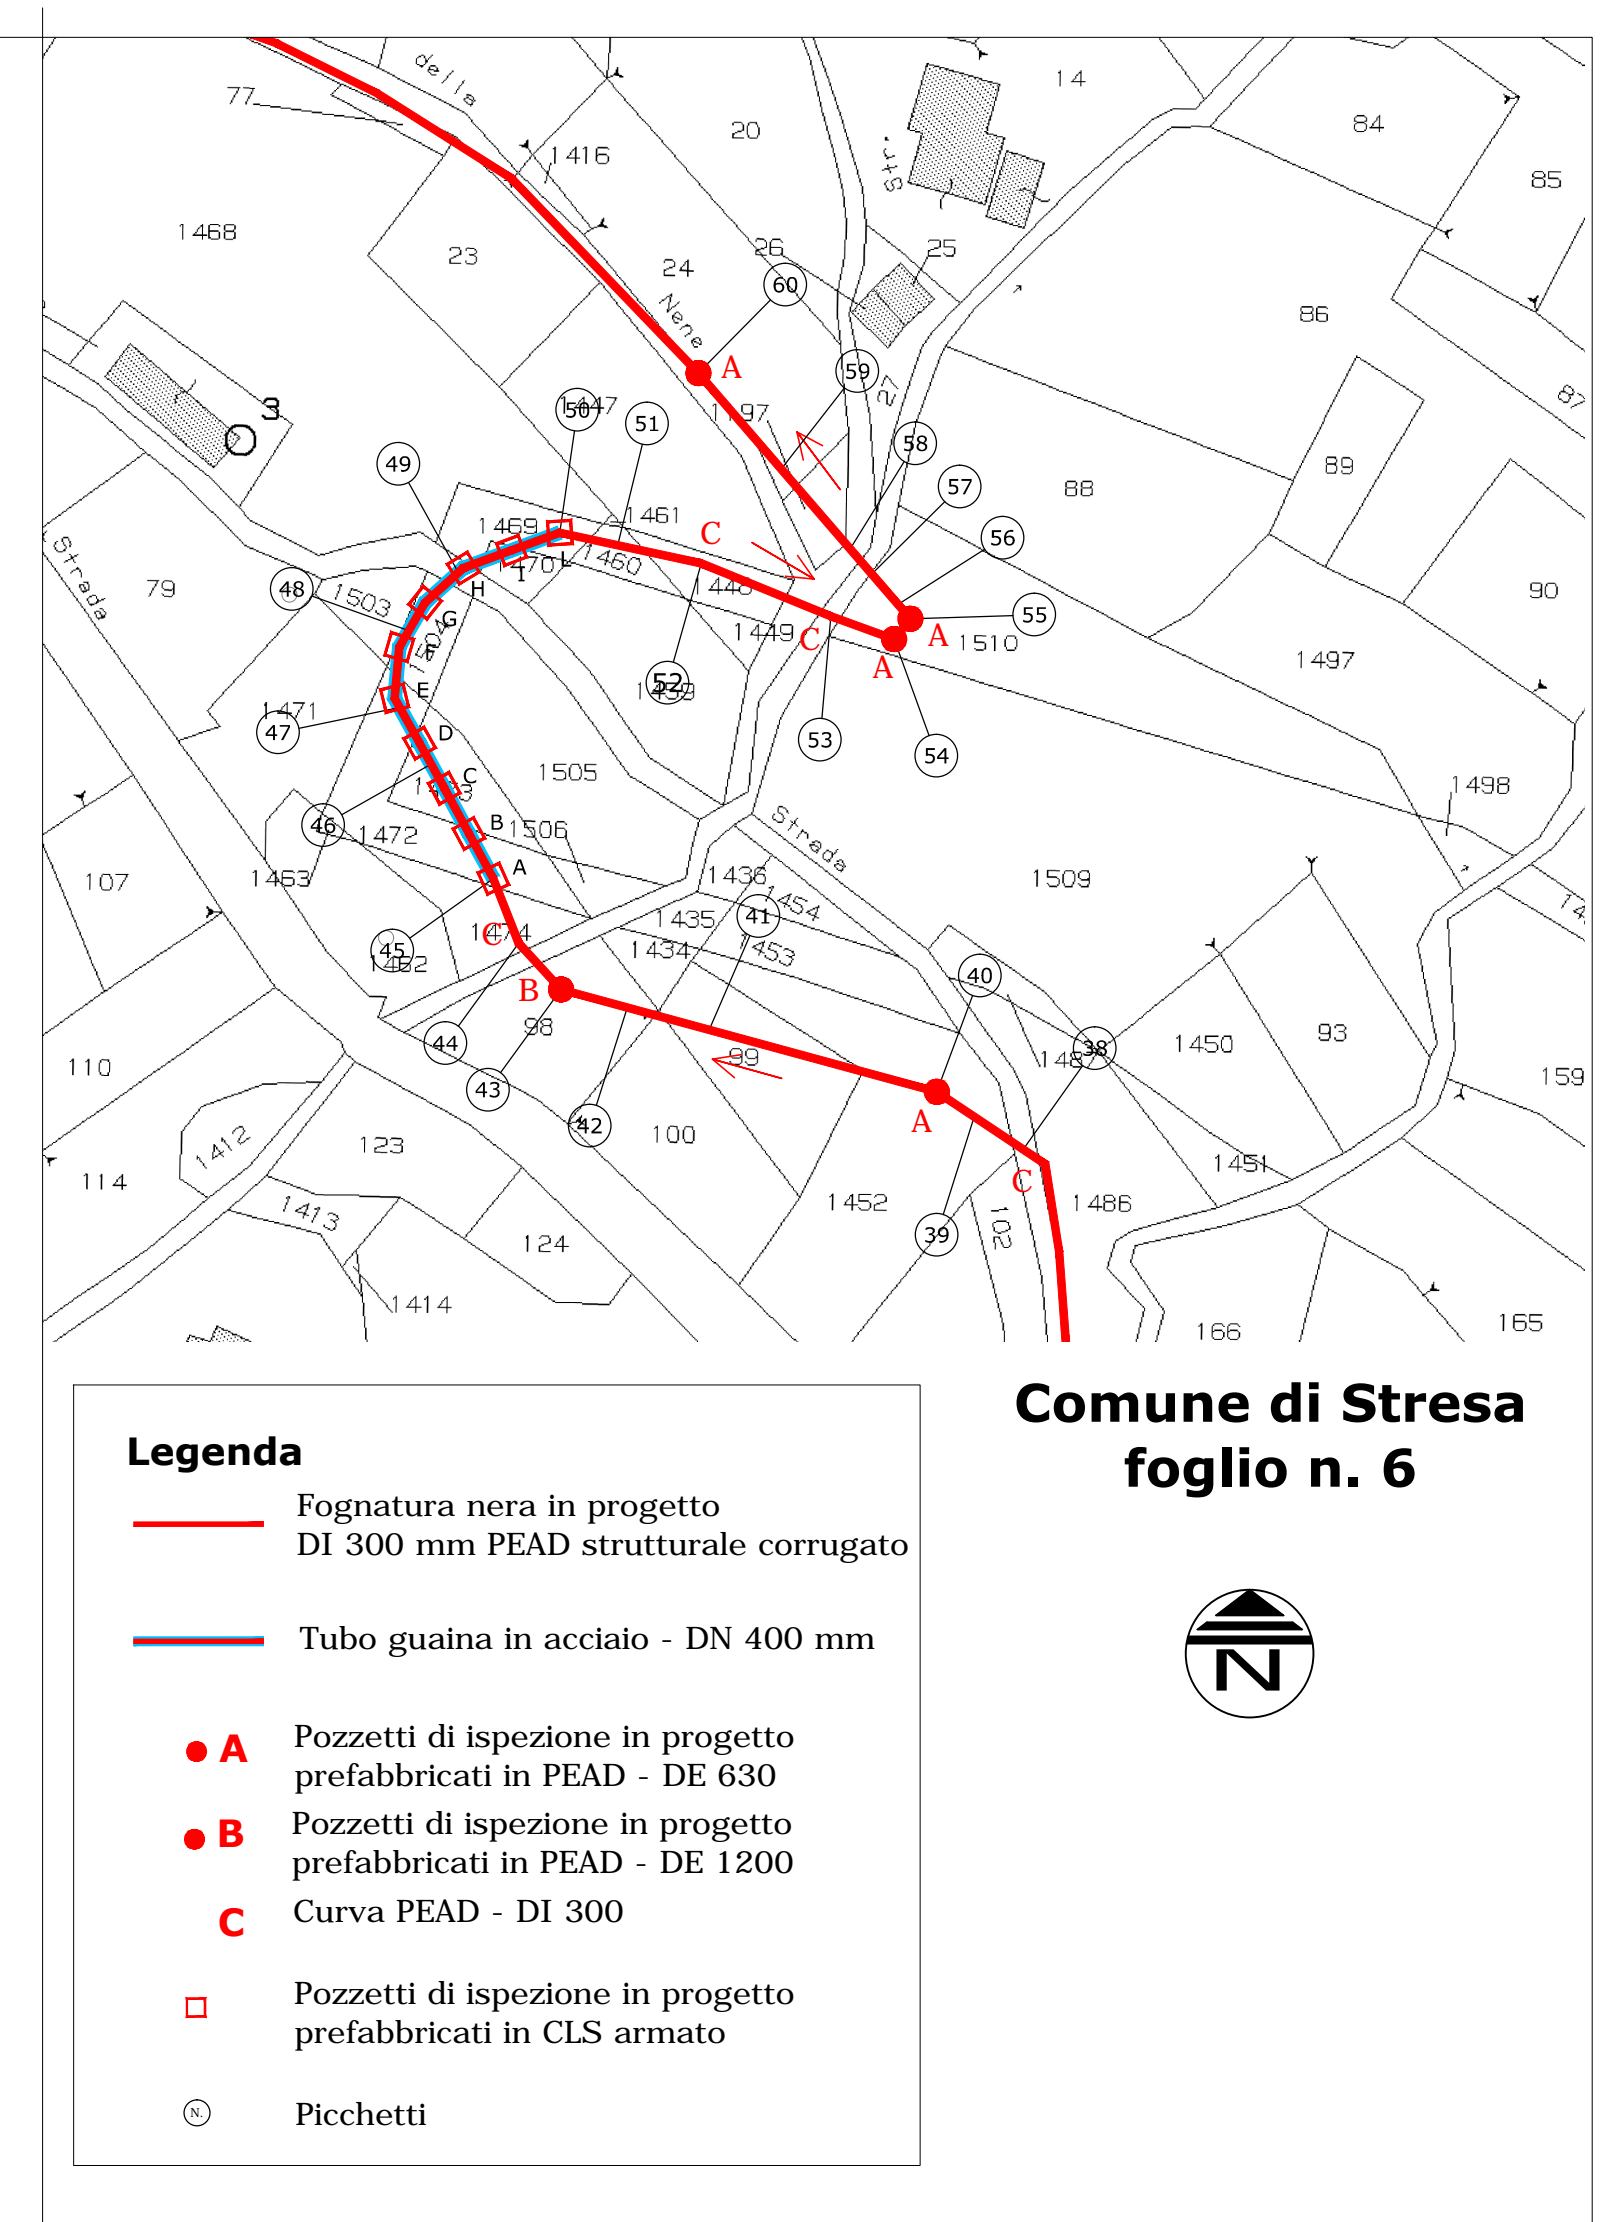 della
77
14
20
84
1416
Str.
85
1468
23
24
26
25
60
Nene
86
59
27
87
3
1447
50
51
1197
49
58
89
88
57
56
1461
C
1469
1470
1460
L
I
H
Strada
79
48
1503
G
1504
F
1448
1449
C
A
A
A
55
1510
90
1497
52
1459
E
1471
47
D
53
54
C
1505
1498
46
1472
B
1506
Strada
A
107
1463
1436
1454
1509
1435
41
C
1474
45
1462
1434
1453
B
98
40
44
43
99
1487
38
1450
93
110
159
A
42
100
1412
123
114
C
1451
1413
1452
102
1486
39
124
1414
166
165
Comune di Stresa
foglio n. 6
Legenda
Fognatura nera in progetto
DI 300 mm PEAD strutturale corrugato
Tubo guaina in acciaio - DN 400 mm
A
Pozzetti di ispezione in progetto
prefabbricati in PEAD - DE 630
B
Pozzetti di ispezione in progetto
prefabbricati in PEAD - DE 1200
C
Curva PEAD - DI 300
Pozzetti di ispezione in progetto
prefabbricati in CLS armato
N.
Picchetti
N